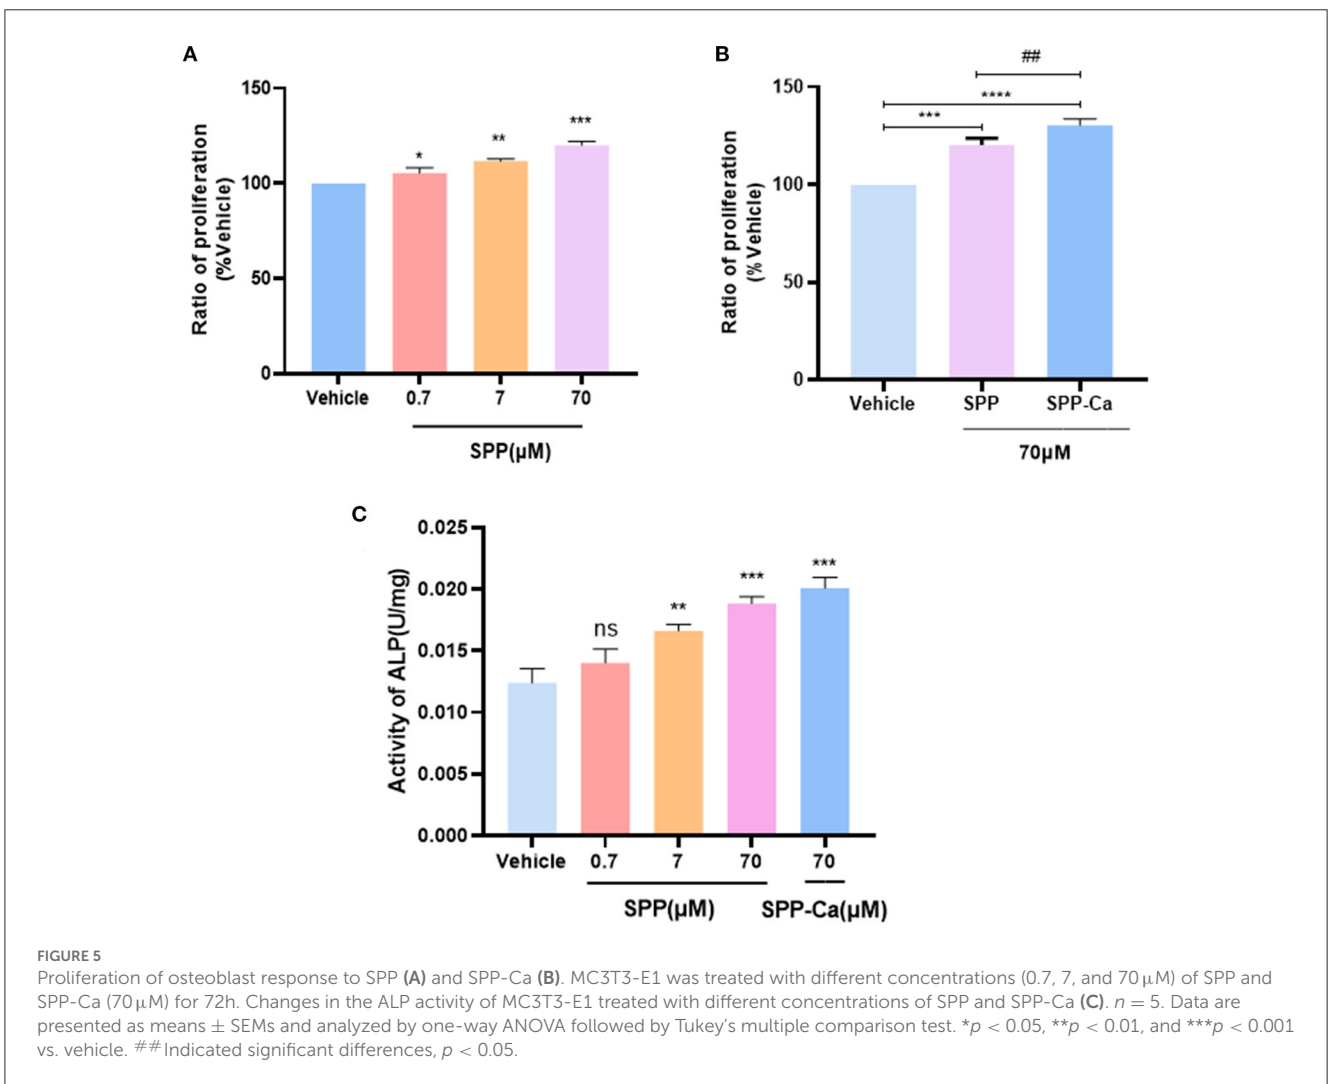 A
150
100
50
0
Ratio of proliferation
(%Vehicle)
*
**
***
Vehicle 0.7 7 70
SPP(μM)
B
##
****
***
150
100
50
0
Ratio of proliferation
(% Vehicle)
Vehicle SPP SPP-Ca
70μM
C
0.025
0.020
0.015
0.010
0.005
0.000
Activity of ALP(U/mg)
ns
**
***
***
Vehicle 0.7 7 70 70
SPP(μM) SPP-Ca(μM)
FIGURE 5
Proliferation of osteoblast response to SPP (A) and SPP-Ca (B). MC3T3-E1 was treated with different concentrations (0.7, 7, and 70 μM) of SPP and
SPP-Ca (70 μM) for 72h. Changes in the ALP activity of MC3T3-E1 treated with different concentrations of SPP and SPP-Ca (C). n = 5. Data are
presented as means ± SEMs and analyzed by one-way ANOVA followed by Tukey's multiple comparison test. *p < 0.05, **p < 0.01, and ***p < 0.001
vs. vehicle. ##Indicated significant differences, p < 0.05.